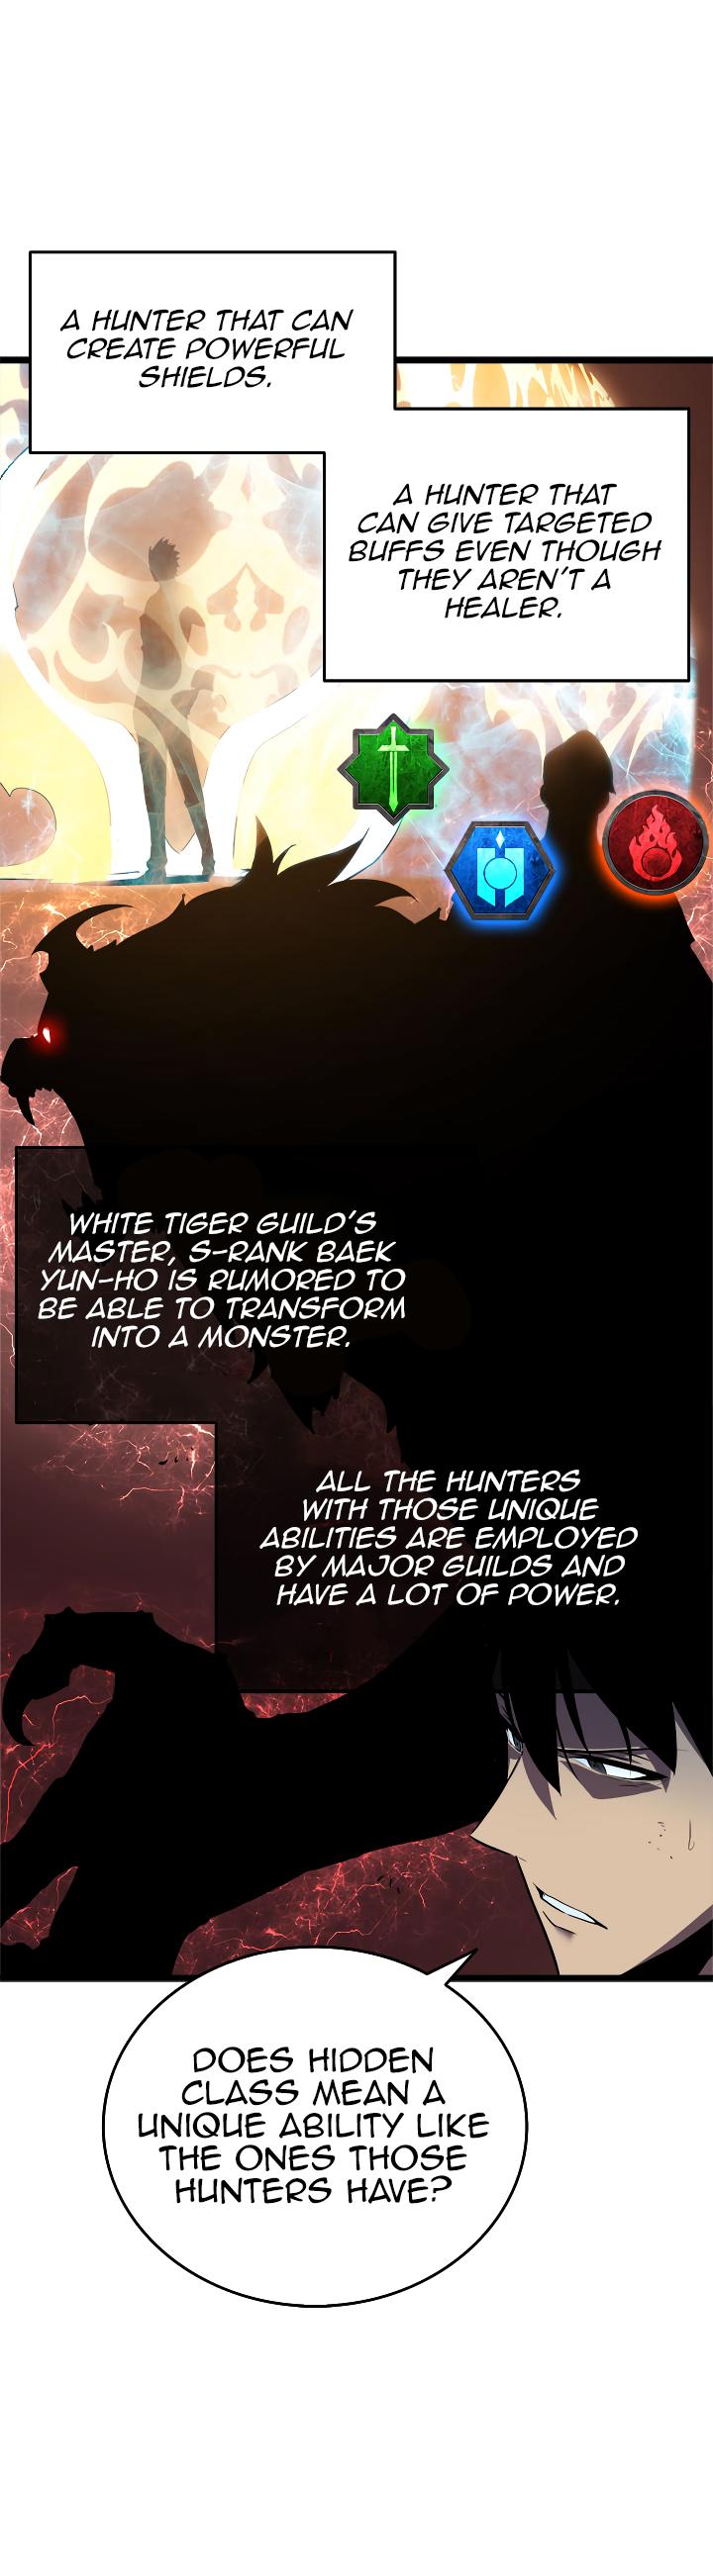 A HUNTER THAT CAN
CREATE POWERFUL
SHIELDS.
A HUNTER THAT
CAN GIVE TARGETED
BUFFS EVEN THOUGH
THEY AREN'T A
HEALER.
WHITE TIGER GUILD'S
MASTER, S-RANK BAEK
YUN-HO IS RUMORED TO
BE ABLE TO TRANSFORM
INTO A MONSTER.
ALL THE HUNTERS
WITH THOSE UNIQUE
ABILITIES ARE EMPLOYED
BY MAJOR GUILDS AND
HAVE A LOT OF POWER.
DOES HIDDEN
CLASS MEAN A
UNIQUE ABILITY LIKE
THE ONES THOSE
HUNTERS HAVE?